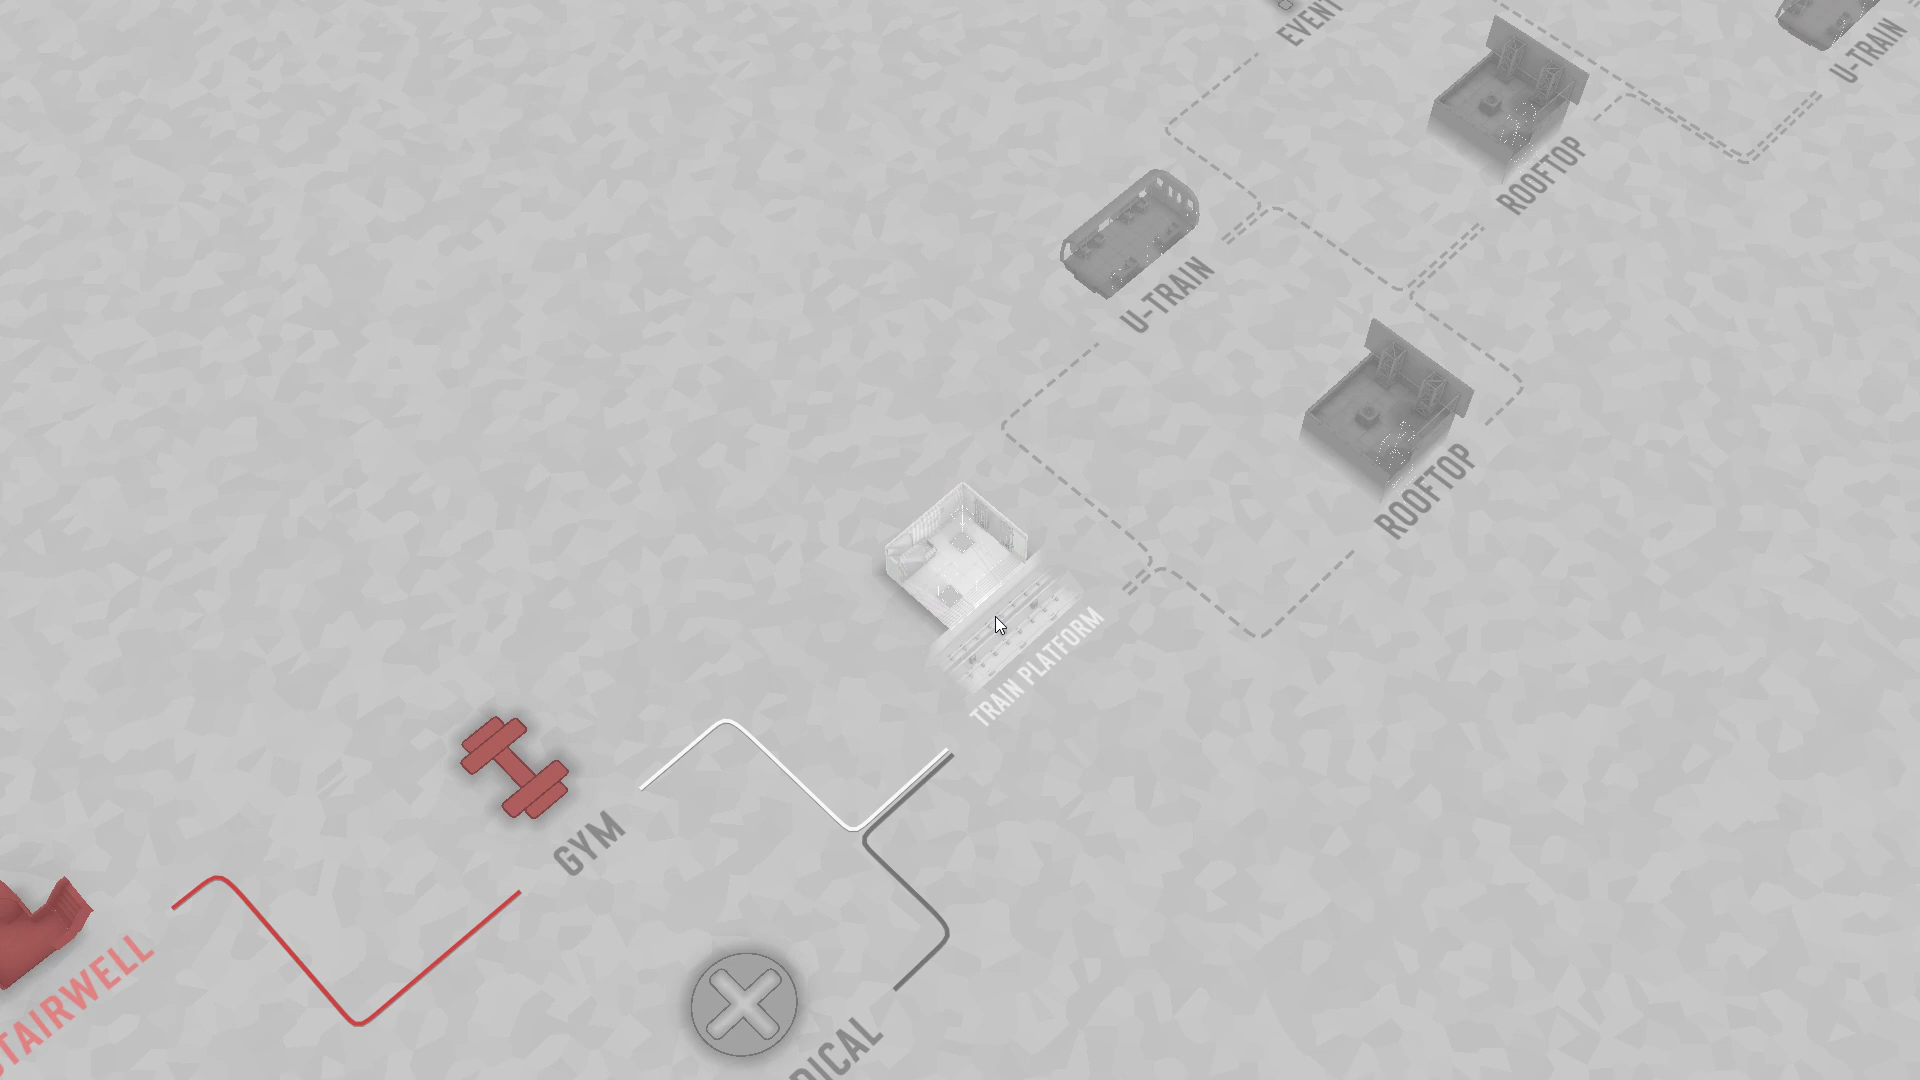 EVENT
U-TRAIN
ROOFTOP
U-TRAIN
ROOFTOP
TRAIN PLATFORM
GYM
TAIRWELL
DICAL